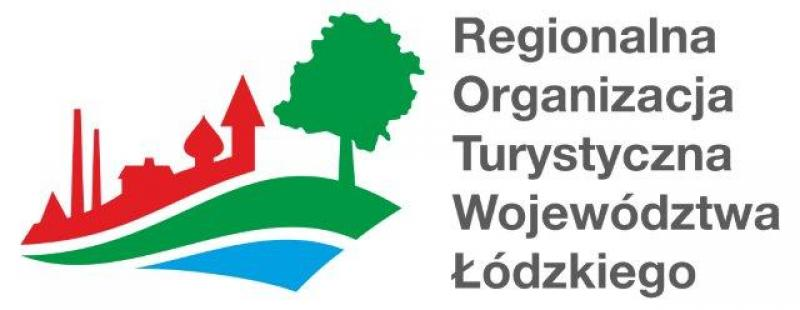 Regionalna
Organizacja
Turystyczna
Województwa
Łódzkiego